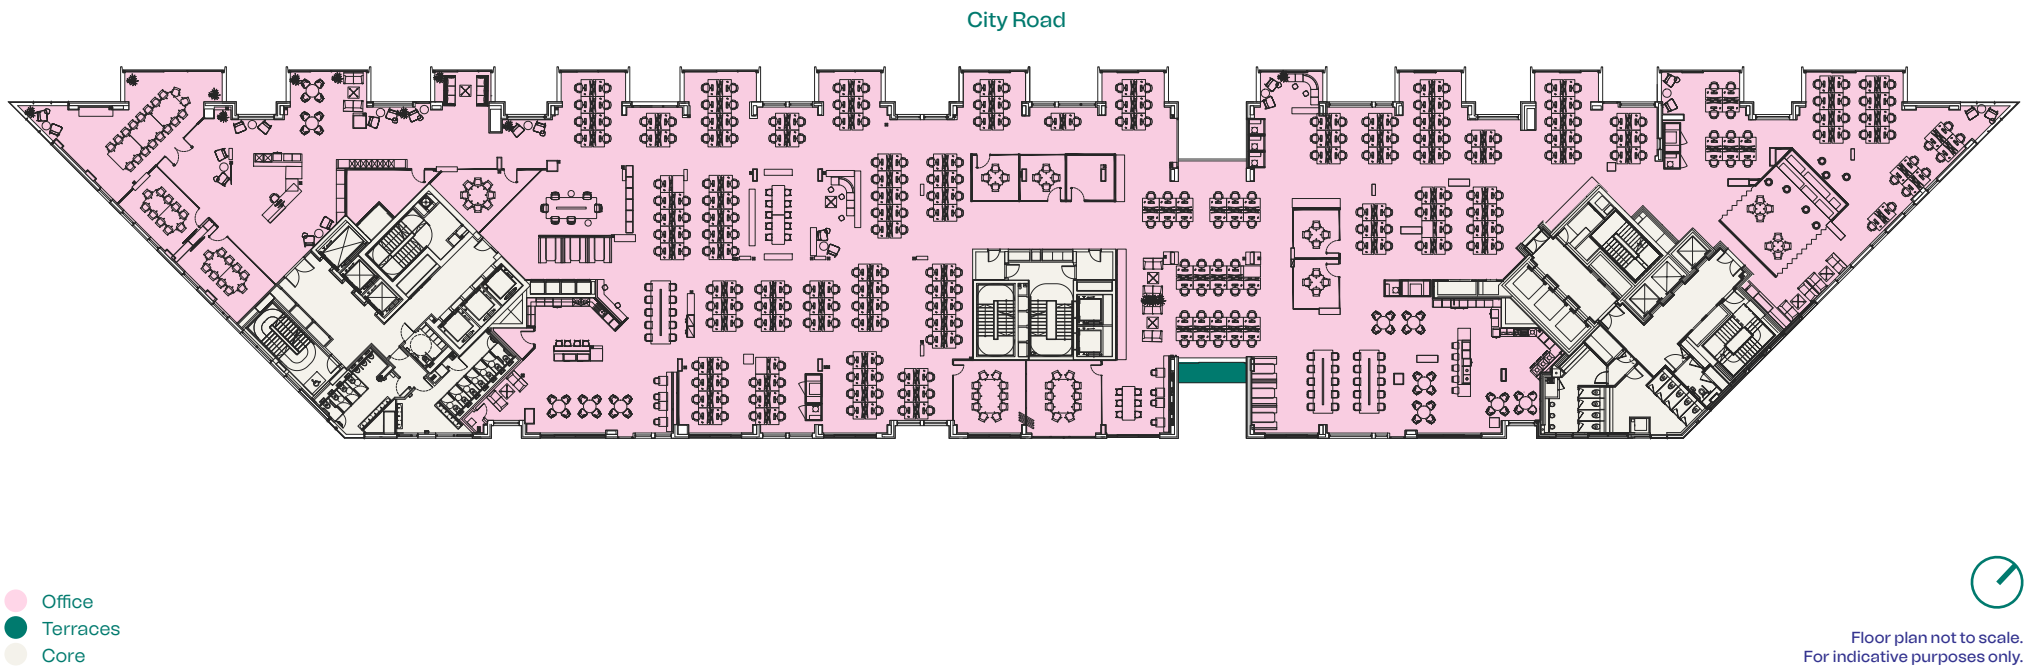 City Road
Office
Terraces
Core
Floor plan not to scale.
For indicative purposes only.